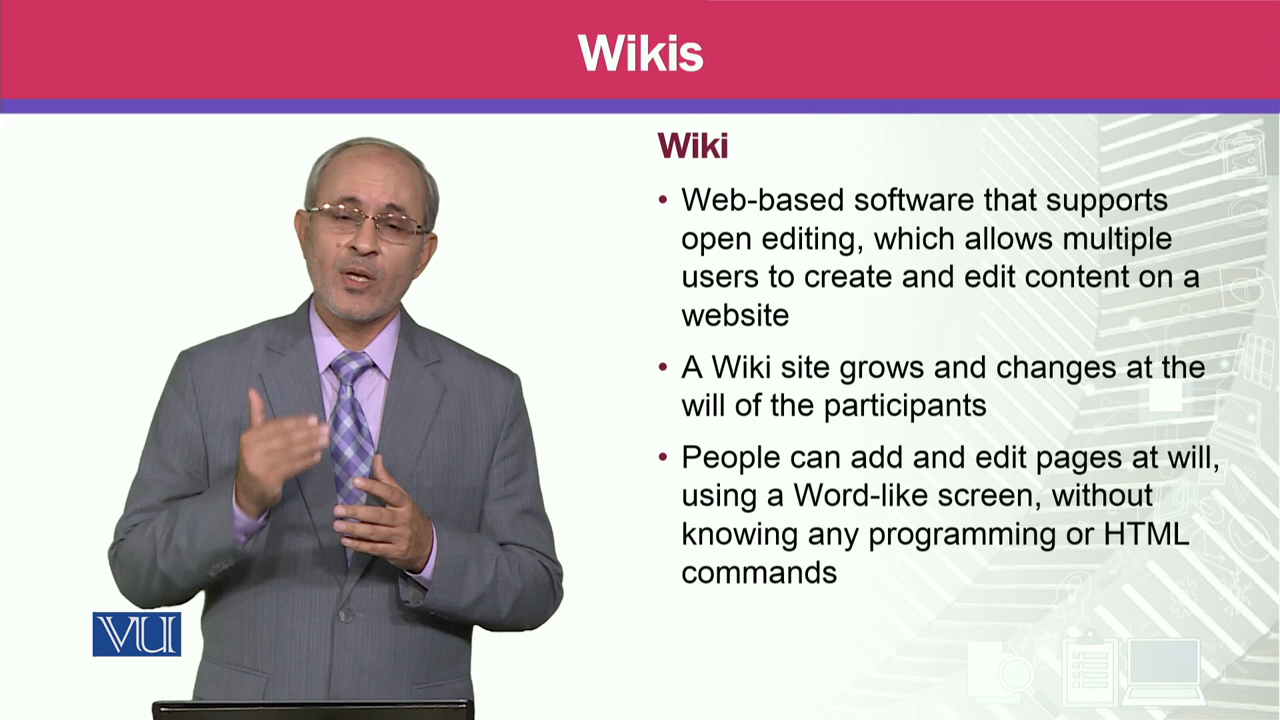 Wikis
Wiki
• Web-based software that supports
open editing, which allows multiple
users to create and edit content on a
website
• A Wiki site grows and changes at the
will of the participants
• People can add and edit pages at will,
using a Word-like screen, without
knowing any programming or HTML
commands
VU